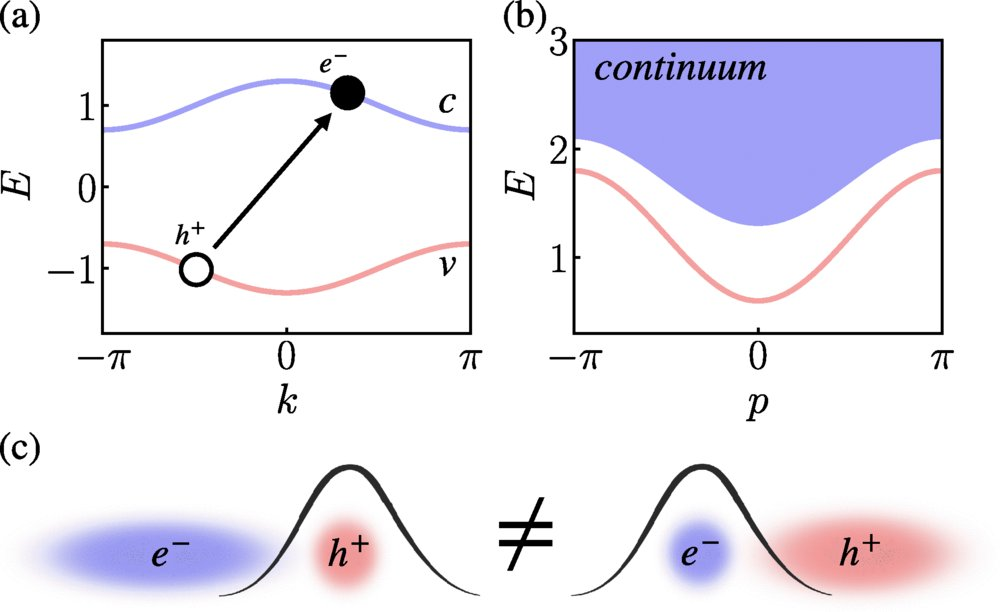 (a)
e⁻
c
1
E
0
h⁺
v
−1
−π
0
π
k
(b)
3
continuum
2
E
1
−π
0
π
p
(c)
e⁻ h⁺ ≠ e⁻ h⁺